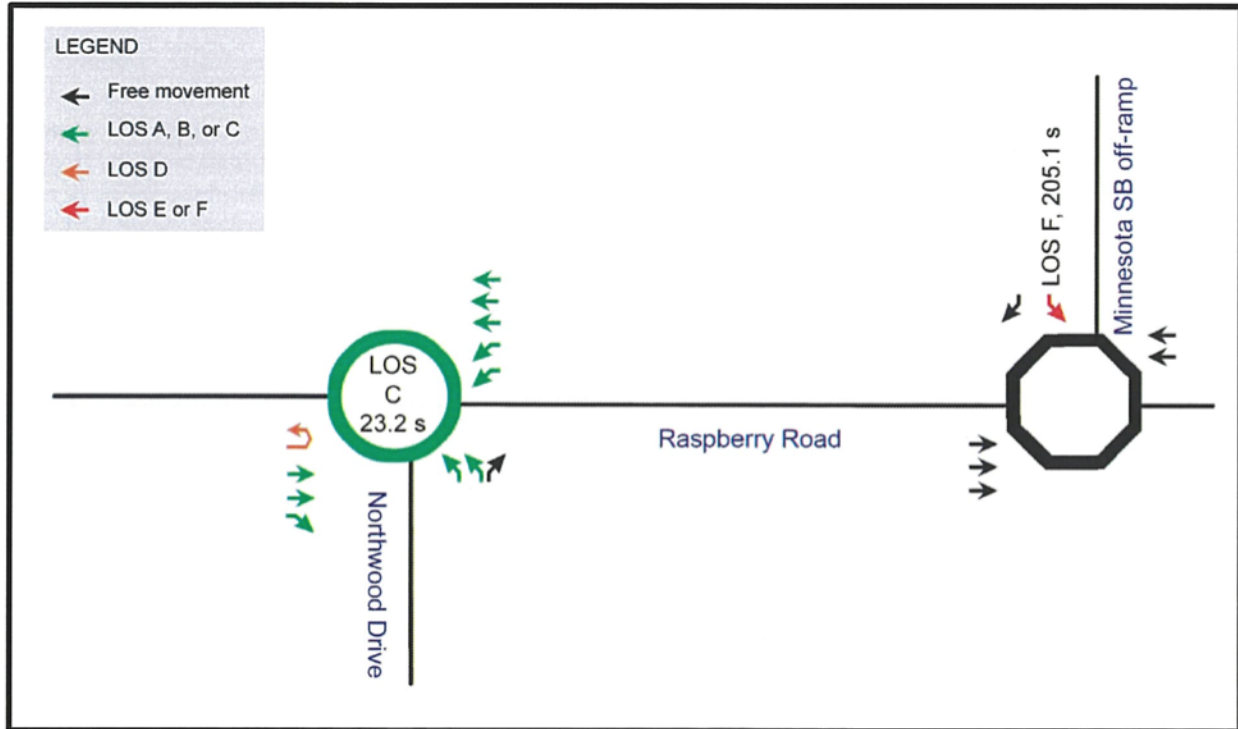 LEGEND
Free movement
LOS A, B, or C
LOS D
LOS E or F
LOS
C
23.2 s
Northwood Drive
Raspberry Road
LOS F, 205.1 s
Minnesota SB off-ramp